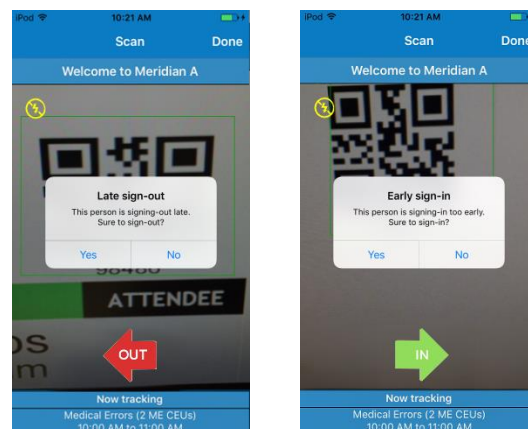 iPod 10:21 AM
Scan Done
Welcome to Meridian A
Late sign-out
This person is signing-out late.
Sure to sign-out?
Yes No
98480
ATTENDEE
OS
m
OUT
Now tracking
Medical Errors (2 ME CEUs)
10:00 AM to 11:00 AM
iPod 10:21 AM
Scan Done
Welcome to Meridian A
Early sign-in
This person is signing-in too early.
Sure to sign-in?
Yes No
IN
Now tracking
Medical Errors (2 ME CEUs)
10:00 AM to 11:00 AM